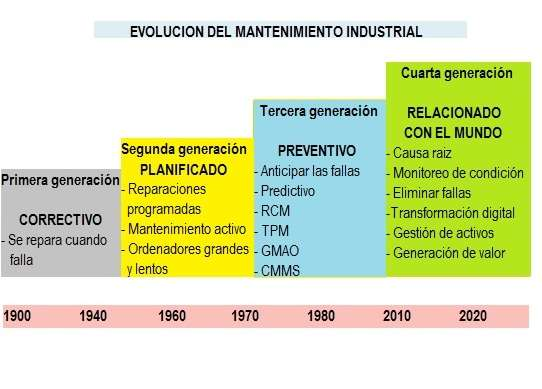 EVOLUCION DEL MANTENIMIENTO INDUSTRIAL
Primera generación
CORRECTIVO
- Se repara cuando
falla
Segunda generación
PLANIFICADO
- Reparaciones
programadas
- Mantenimiento activo
- Ordenadores grandes
y lentos
Tercera generación
PREVENTIVO
- Anticipar las fallas
- Predictivo
- RCM
- TPM
- GMAO
- CMMS
Cuarta generación
RELACIONADO
CON EL MUNDO
- Causa raiz
- Monitoreo de condición
- Eliminar fallas
-Transformación digital
- Gestión de activos
- Generación de valor
1900 1940 1960 1970 1980 2010 2020